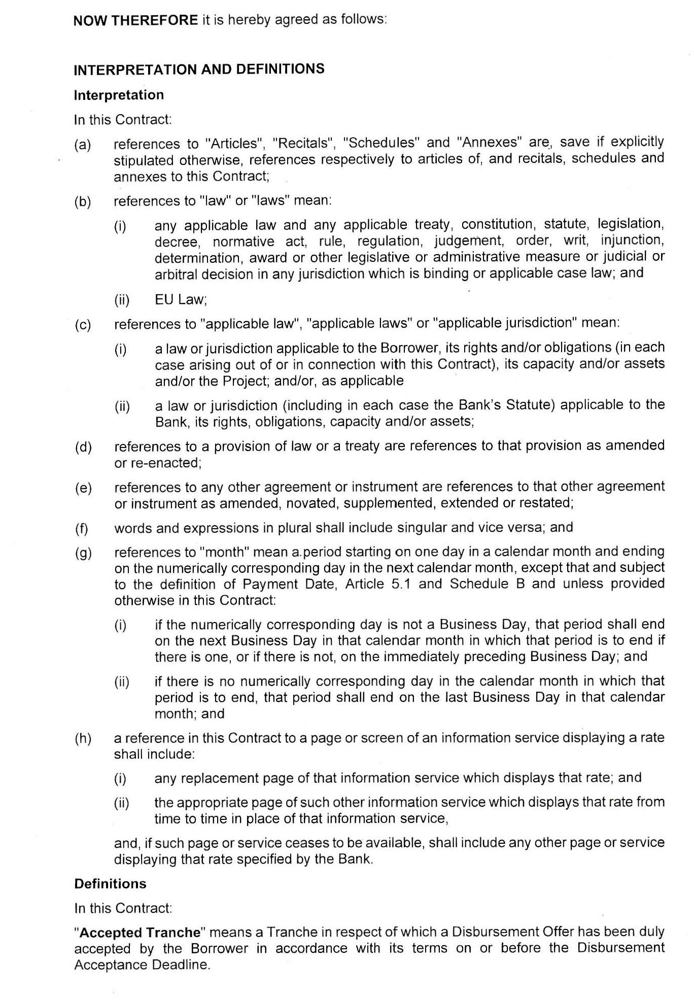 NOW THEREFORE it is hereby agreed as follows:
INTERPRETATION AND DEFINITIONS
Interpretation
In this Contract:
(a) references to "Articles", "Recitals", "Schedules" and "Annexes" are, save if explicitly
stipulated otherwise, references respectively to articles of, and recitals, schedules and
annexes to this Contract;
(b) references to "law" or "laws" mean:
(i) any applicable law and any applicable treaty, constitution, statute, legislation,
decree, normative act, rule, regulation, judgement, order, writ, injunction,
determination, award or other legislative or administrative measure or judicial or
arbitral decision in any jurisdiction which is binding or applicable case law; and
(ii) EU Law;
(c) references to "applicable law", "applicable laws" or "applicable jurisdiction" mean:
(i) a law or jurisdiction applicable to the Borrower, its rights and/or obligations (in each
case arising out of or in connection with this Contract), its capacity and/or assets
and/or the Project; and/or, as applicable
(ii) a law or jurisdiction (including in each case the Bank's Statute) applicable to the
Bank, its rights, obligations, capacity and/or assets;
(d) references to a provision of law or a treaty are references to that provision as amended
or re-enacted;
(e) references to any other agreement or instrument are references to that other agreement
or instrument as amended, novated, supplemented, extended or restated;
(f) words and expressions in plural shall include singular and vice versa; and
(g) references to "month" mean a period starting on one day in a calendar month and ending
on the numerically corresponding day in the next calendar month, except that and subject
to the definition of Payment Date, Article 5.1 and Schedule B and unless provided
otherwise in this Contract:
(i) if the numerically corresponding day is not a Business Day, that period shall end
on the next Business Day in that calendar month in which that period is to end if
there is one, or if there is not, on the immediately preceding Business Day; and
(ii) if there is no numerically corresponding day in the calendar month in which that
period is to end, that period shall end on the last Business Day in that calendar
month; and
(h) a reference in this Contract to a page or screen of an information service displaying a rate
shall include:
(i) any replacement page of that information service which displays that rate; and
(ii) the appropriate page of such other information service which displays that rate from
time to time in place of that information service,
and, if such page or service ceases to be available, shall include any other page or service
displaying that rate specified by the Bank.
Definitions
In this Contract:
"Accepted Tranche" means a Tranche in respect of which a Disbursement Offer has been duly
accepted by the Borrower in accordance with its terms on or before the Disbursement
Acceptance Deadline.